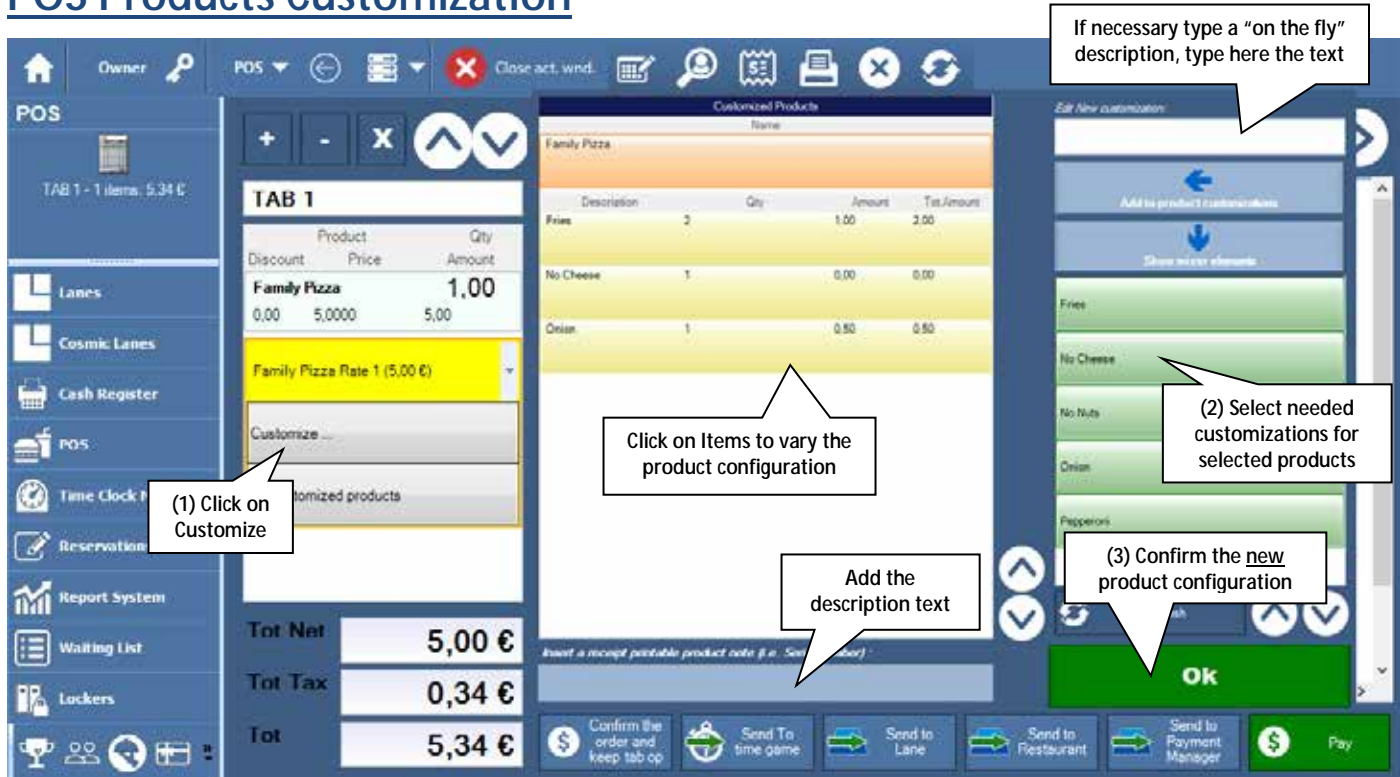 POS Products Customization
If necessary type a “on the fly”
description, type here the text
Owner
POS
Close act. wnd.
POS
TAB 1 - 1 items: 5.34 €
Lanes
Cosmic Lanes
Cash Register
POS
Time Clock
Reservation
Report System
Waiting List
Lockers
+ - X
TAB 1
Product Qty
Discount Price Amount
Family Pizza 1,00
0,00 5,0000 5,00
Family Pizza Rate 1 (5,00 €)
Customize ...
tomized products
(1) Click on
Customize
Tot Net 5,00 €
Tot Tax 0,34 €
Tot 5,34 €
Customized Products
Name
Family Pizza
Description Qty Amount Tot.Amount
Fries 2 1.00 2.00
No Cheese 1 0,00 0,00
Onion 1 0.50 0.50
Click on Items to vary the
product configuration
Add the
description text
Insert a receipt printable product note (i.e. Ser
Confirm the
order and
keep tab op
Send To
time game
Send to
Lane
Send to
Restaurant
Send to
Payment
Manager
Pay
Edit New customization:
Add to product customizations
Show mixer elements
Fries
No Cheese
No Nuts
Onion
Pepperoni
(2) Select needed
customizations for
selected products
(3) Confirm the new
product configuration
Ok